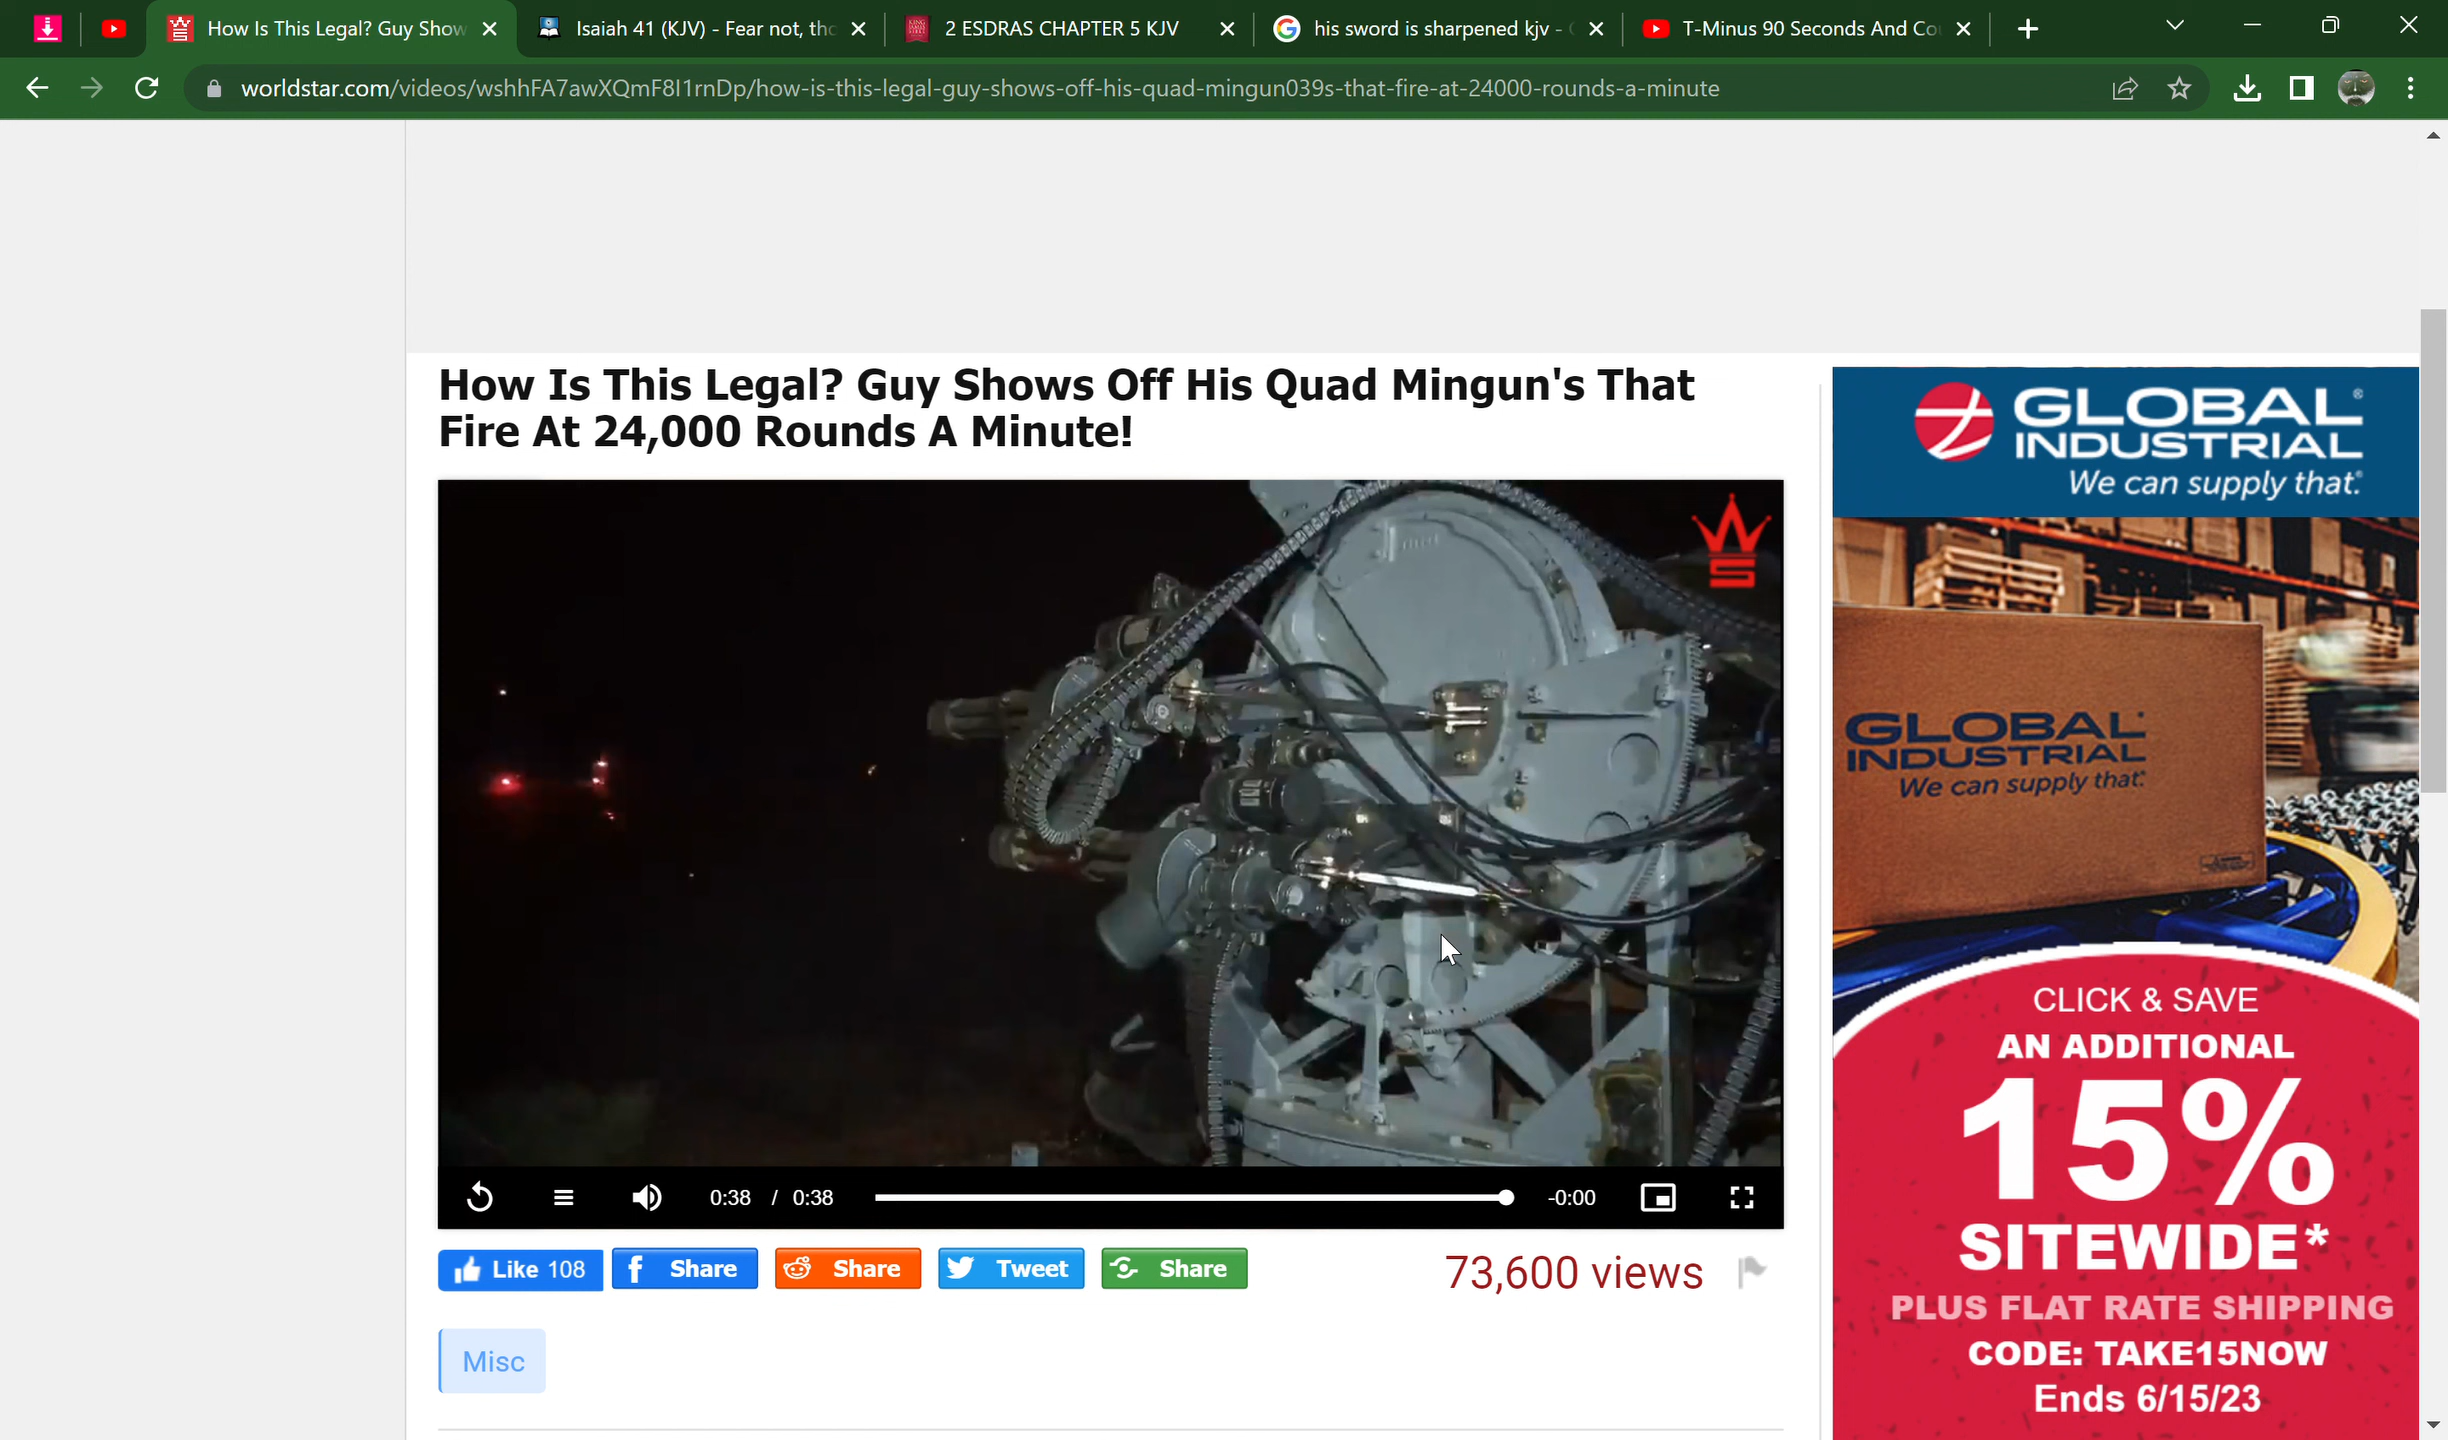 How Is This Legal? Guy Show
Isaiah 41 (KJV) - Fear not, tho
2 ESDRAS CHAPTER 5 KJV
his sword is sharpened kjv -
T-Minus 90 Seconds And Co
worldstar.com/videos/wshhFA7awXQmF8I1rnDp/how-is-this-legal-guy-shows-off-his-quad-mingun039s-that-fire-at-24000-rounds-a-minute
How Is This Legal? Guy Shows Off His Quad Mingun's That
Fire At 24,000 Rounds A Minute!
GLOBAL
INDUSTRIAL
We can supply that.
GLOBAL
INDUSTRIAL
We can supply that.
CLICK & SAVE
AN ADDITIONAL
15%
SITEWIDE*
PLUS FLAT RATE SHIPPING
CODE: TAKE15NOW
Ends 6/15/23
0:38 / 0:38
-0:00
Like 108
Share
Share
Tweet
Share
73,600 views
Misc